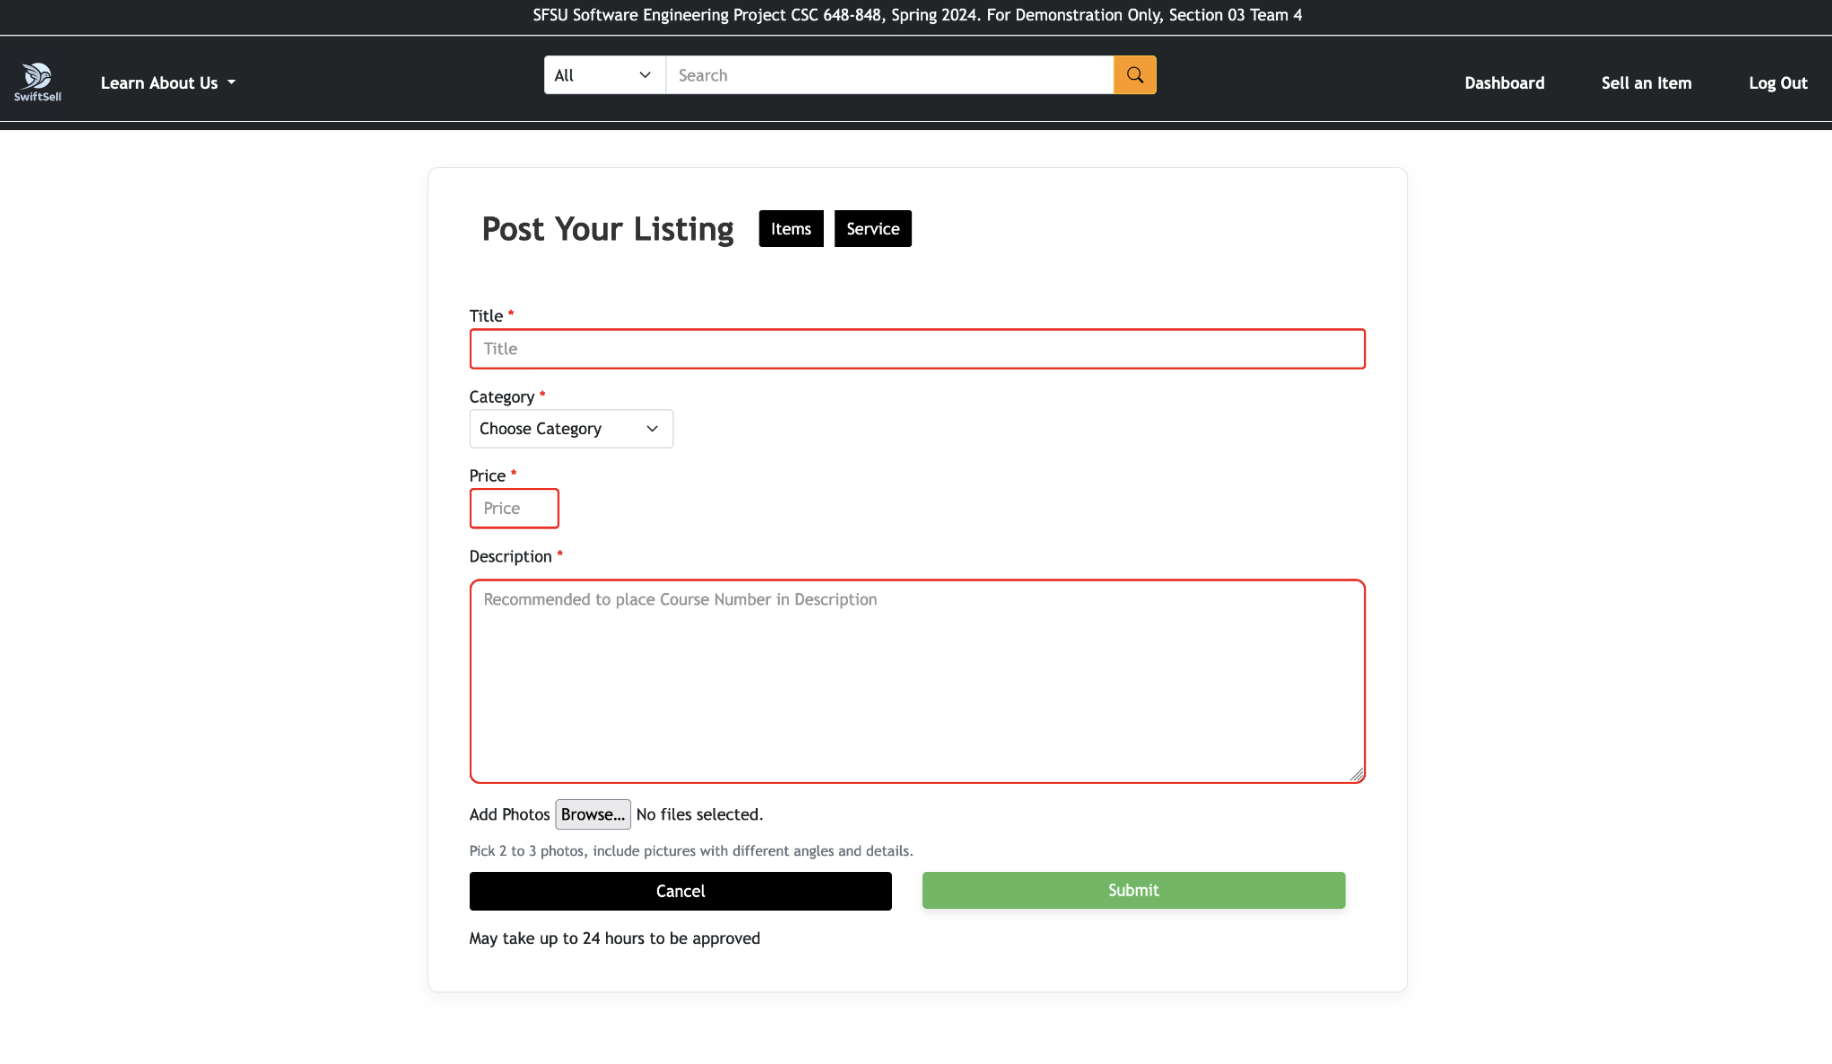 SFSU Software Engineering Project CSC 648-848, Spring 2024. For Demonstration Only, Section 03 Team 4
SwiftSell
Learn About Us
All
Search
Dashboard
Sell an Item
Log Out
Post Your Listing
Items
Service
Title *
Title
Category *
Choose Category
Price *
Price
Description *
Recommended to place Course Number in Description
Add Photos Browse... No files selected.
Pick 2 to 3 photos, include pictures with different angles and details.
Cancel
Submit
May take up to 24 hours to be approved